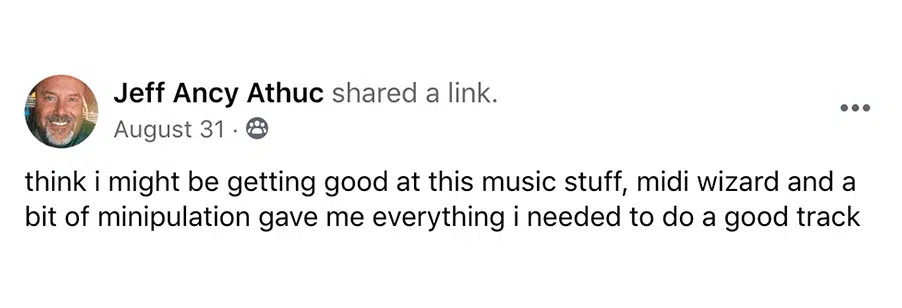 Jeff Ancy Athuc shared a link.
August 31 ·
think i might be getting good at this music stuff, midi wizard and a
bit of minipulation gave me everything i needed to do a good track